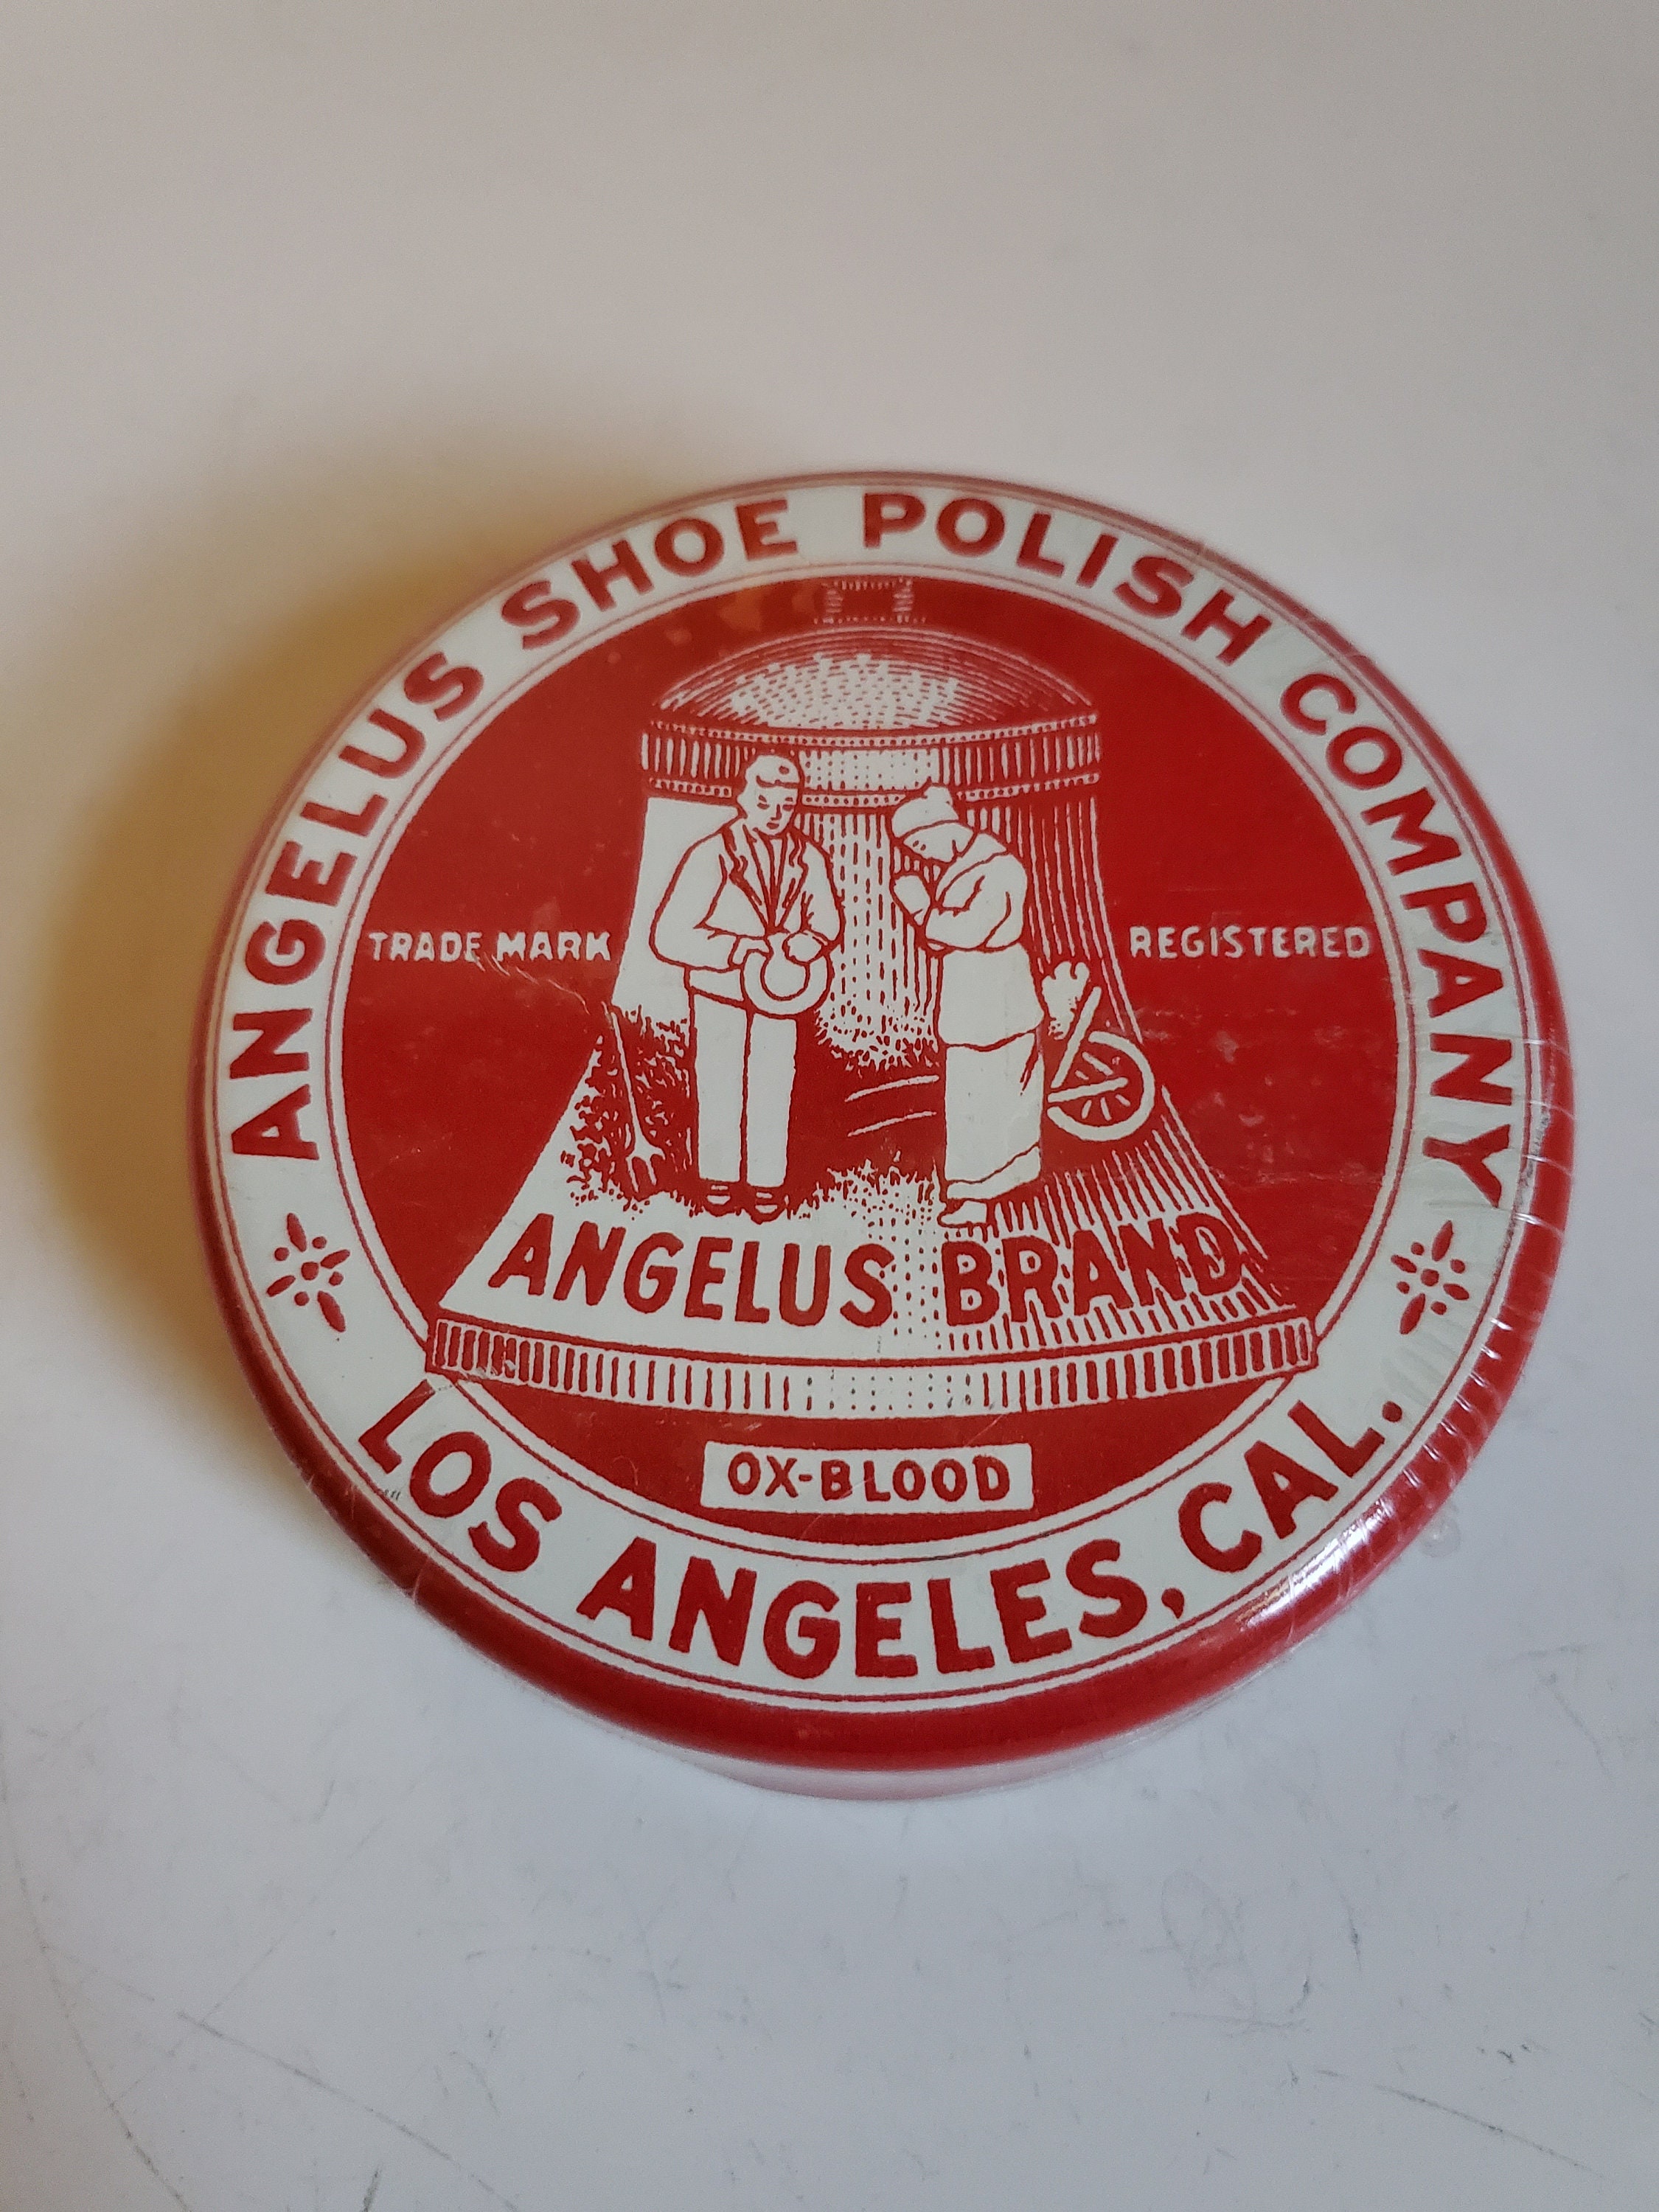 ANGELUS SHOE POLISH COMPANY
TRADE MARK
REGISTERED
ANGELUS BRAND
OX-BLOOD
LOS ANGELES, CAL.